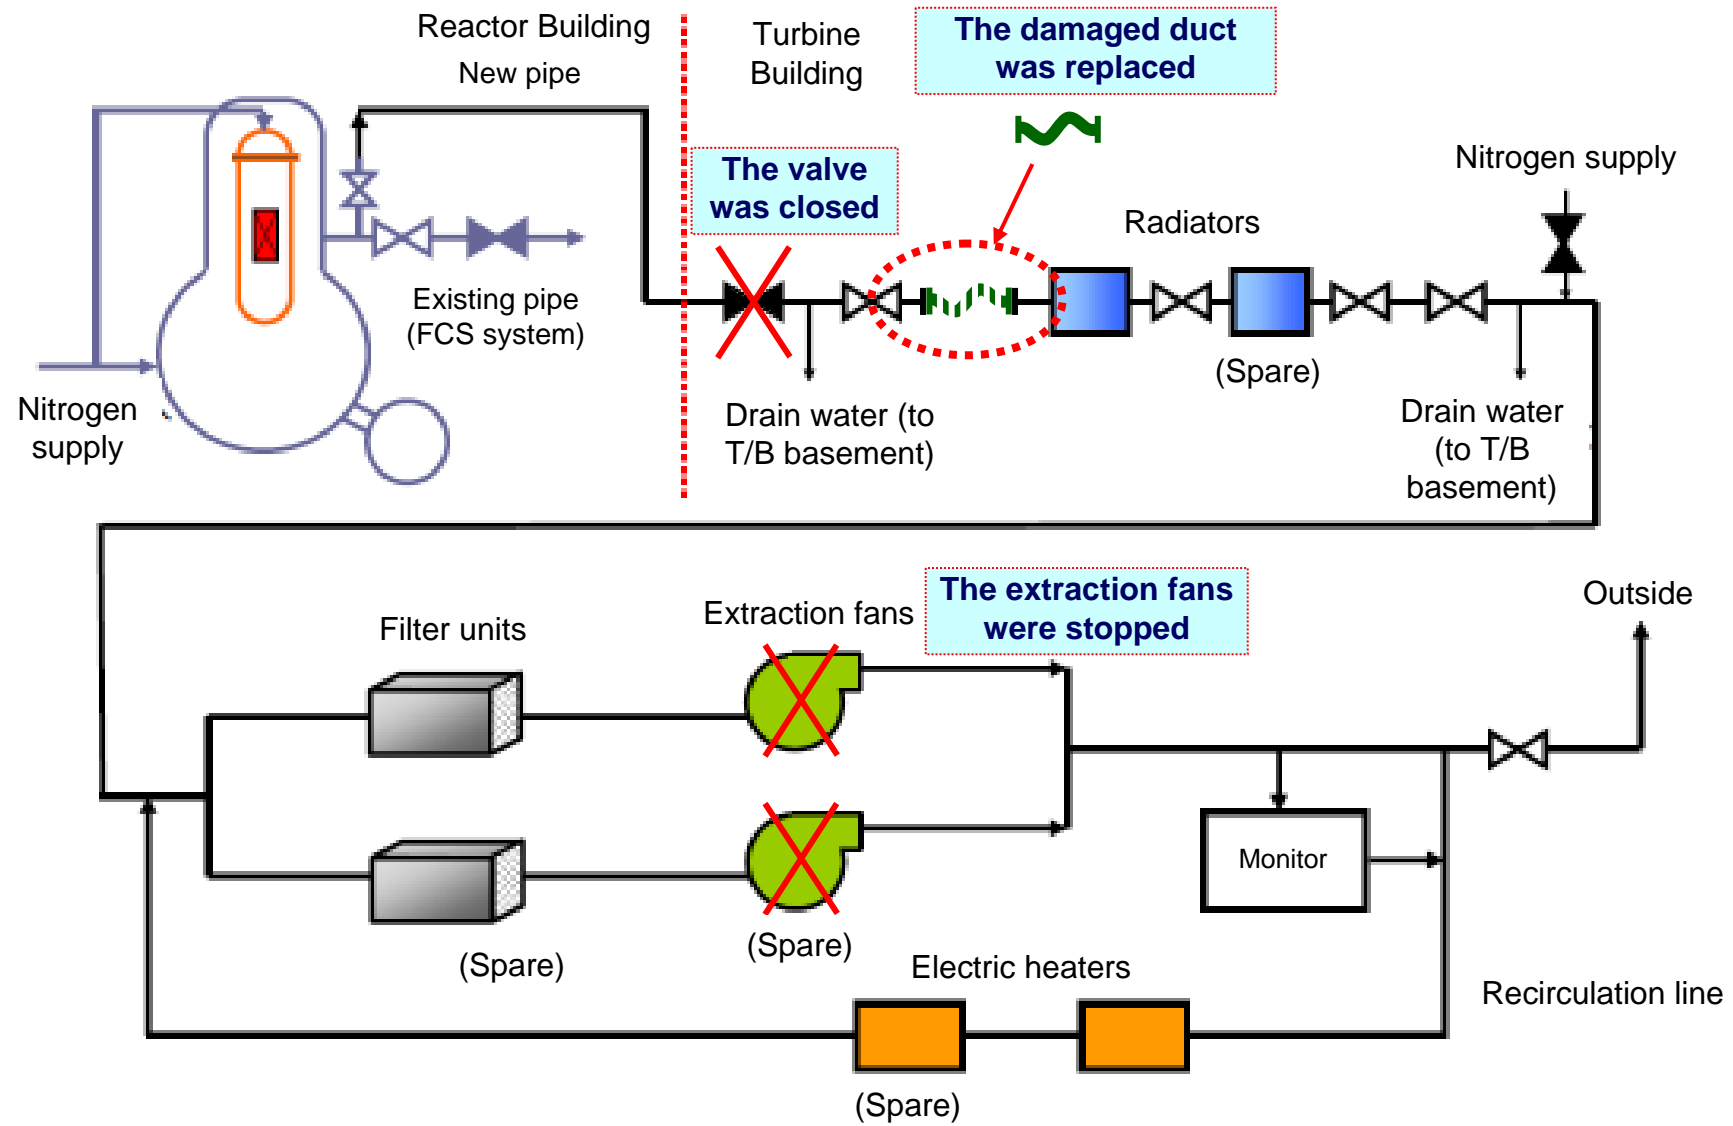 Reactor Building
New pipe
Turbine
Building
The damaged duct
was replaced
The valve
was closed
Nitrogen supply
Radiators
Existing pipe
(FCS system)
(Spare)
Nitrogen
supply
Drain water (to
T/B basement)
Drain water
(to T/B
basement)
Filter units
Extraction fans
The extraction fans
were stopped
Outside
Monitor
(Spare)
(Spare)
Electric heaters
Recirculation line
(Spare)